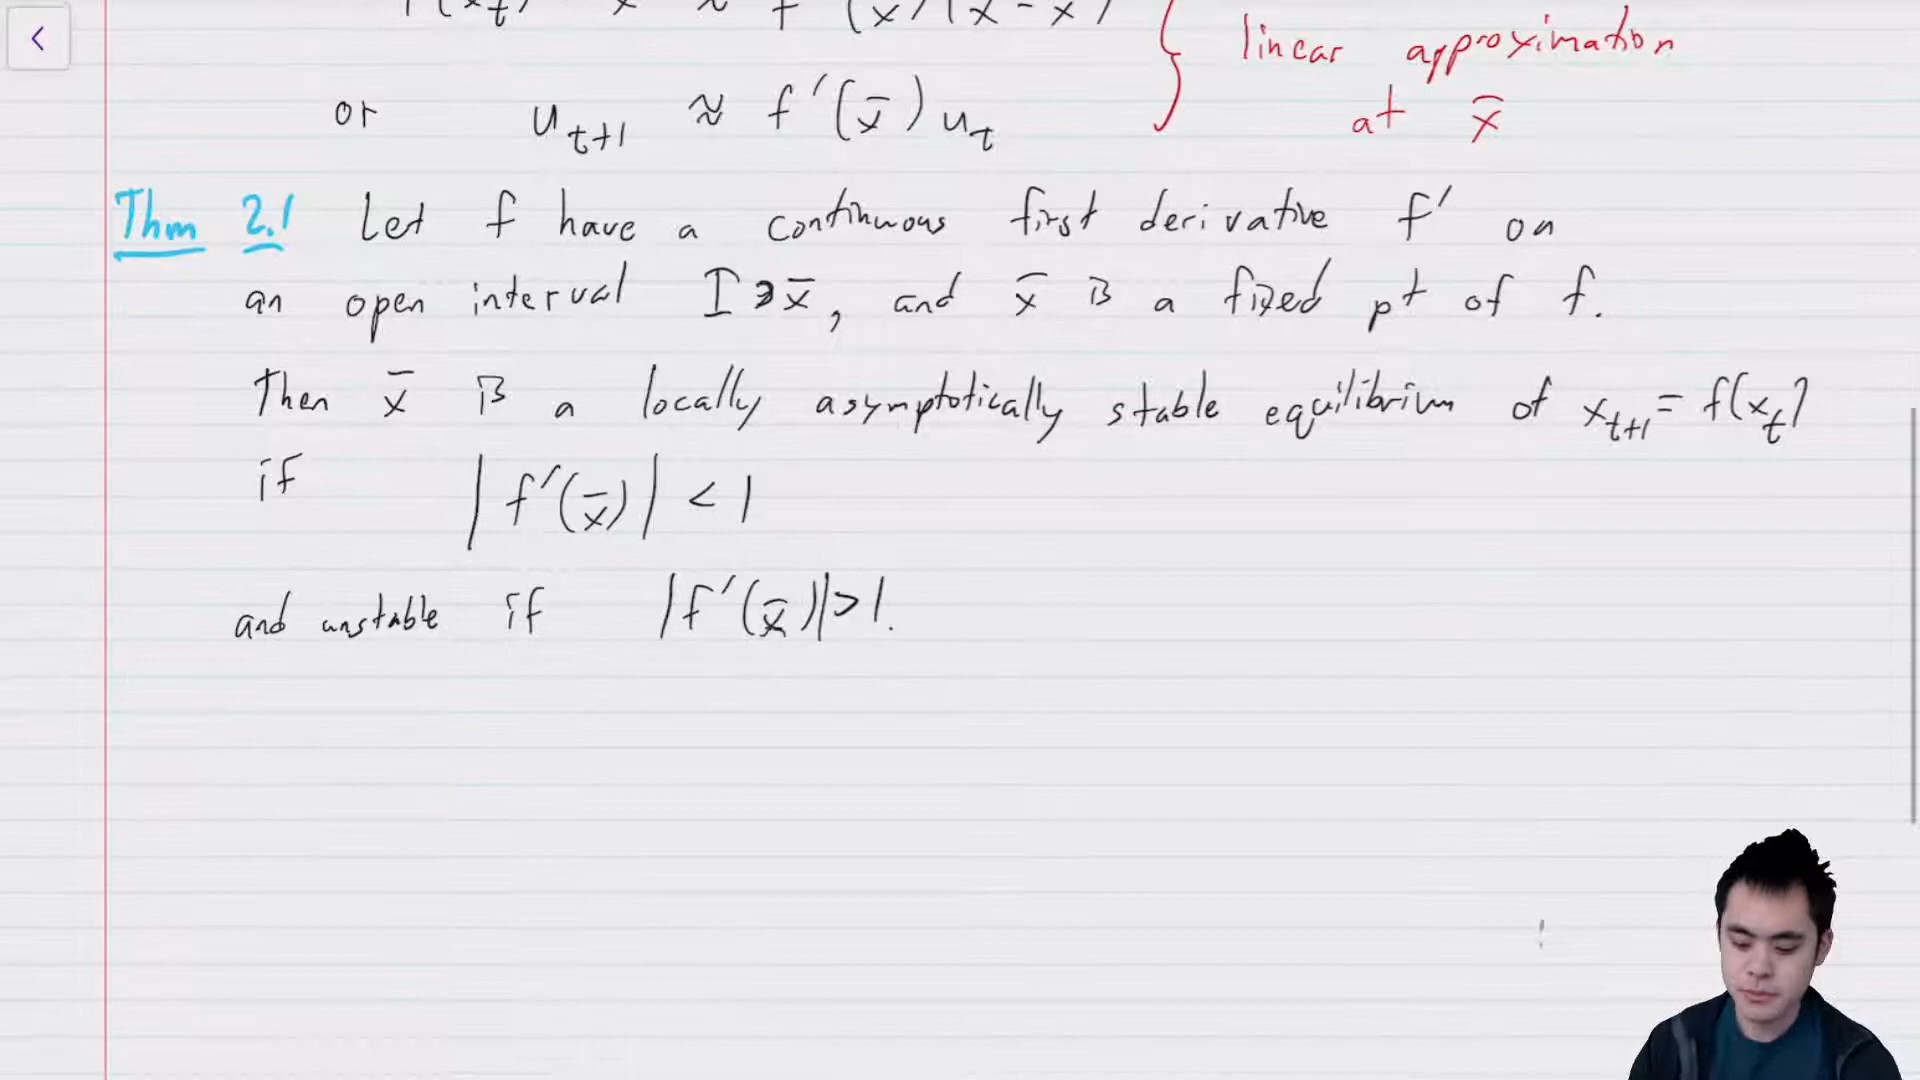 f(x_t) - x̄ ≈ f'(x̄)(x - x̄)
linear approximation
or u_{t+1} ≈ f'(x̄) u_t
at x̄
Thm 2.1 Let f have a continuous first derivative f' on
an open interval I ∋ x̄, and x̄ is a fixed pt of f.
Then x̄ is a locally asymptotically stable equilibrium of x_{t+1} = f(x_t)
if |f'(x̄)| < 1
and unstable if |f'(x̄)| > 1.